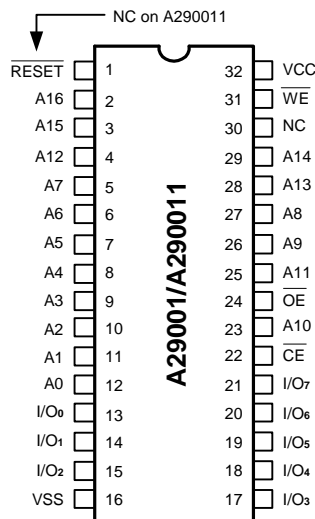 NC on A290011
RESET 1 32 VCC
A16 2 31 WE
A15 3 30 NC
A12 4 29 A14
A7 5 28 A13
A6 6 27 A8
A5 7 26 A9
A4 8 25 A11
A3 9 24 OE
A2 10 23 A10
A1 11 22 CE
A0 12 21 I/O7
I/O0 13 20 I/O6
I/O1 14 19 I/O5
I/O2 15 18 I/O4
VSS 16 17 I/O3
A29001/A290011